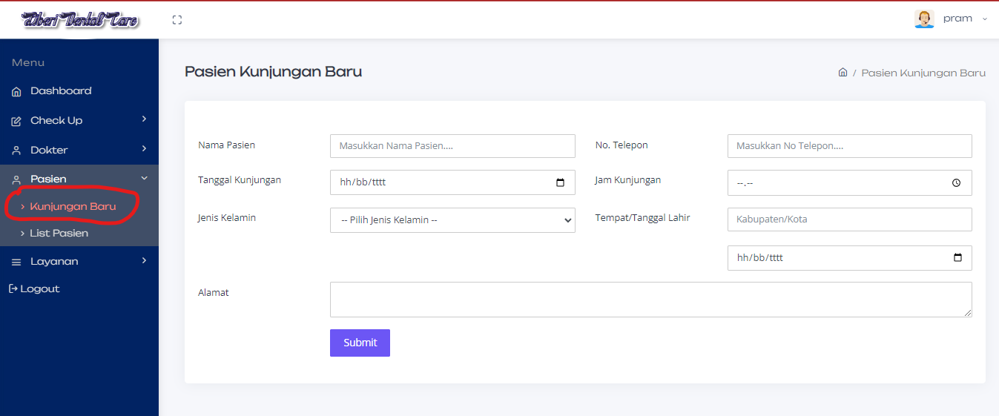 Alberi Dental Care
pram
Menu
Dashboard
Check Up
Dokter
Pasien
Kunjungan Baru
List Pasien
Layanan
Logout
Pasien Kunjungan Baru
/ Pasien Kunjungan Baru
Nama Pasien
Masukkan Nama Pasien....
No. Telepon
Masukkan No Telepon....
Tanggal Kunjungan
hh/bb/tttt
Jam Kunjungan
--.--
Jenis Kelamin
-- Pilih Jenis Kelamin --
Tempat/Tanggal Lahir
Kabupaten/Kota
hh/bb/tttt
Alamat
Submit